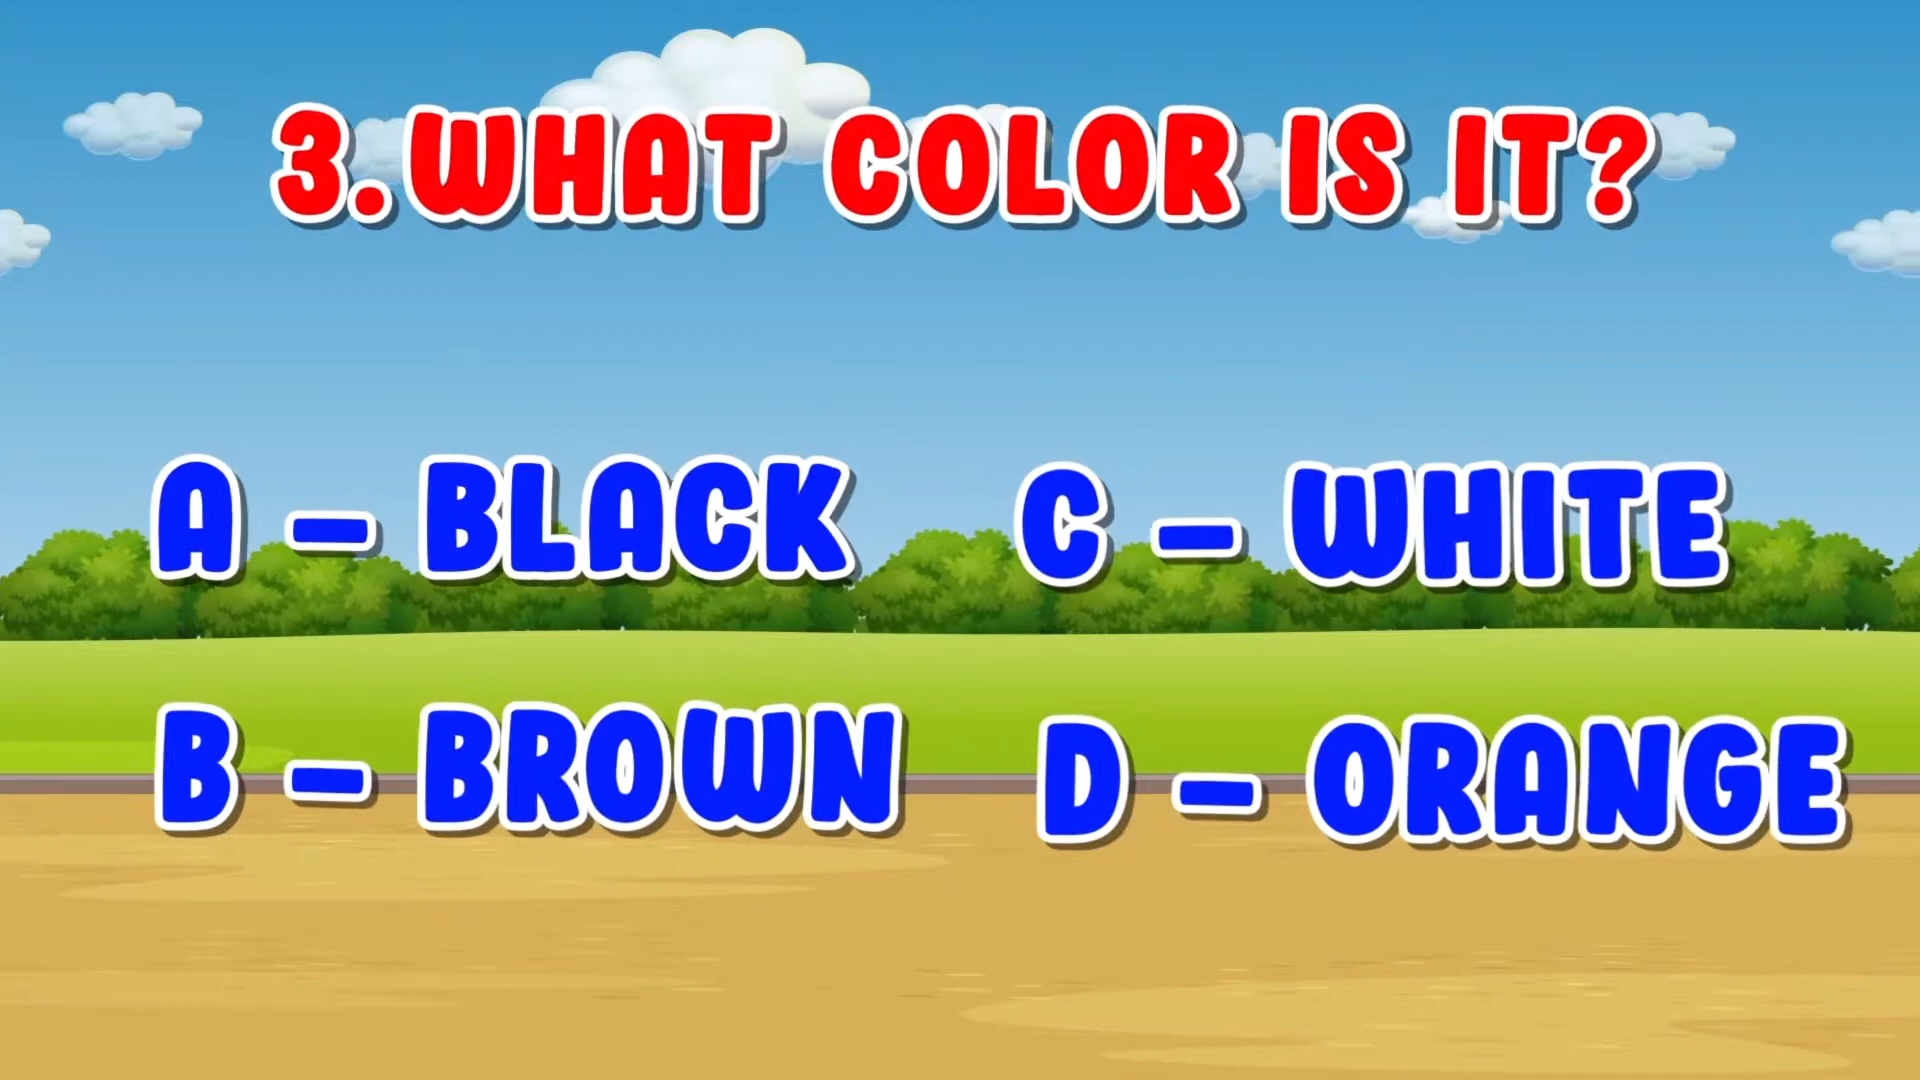 3. WHAT COLOR IS IT?
A - BLACK
B - BROWN
C - WHITE
D - ORANGE